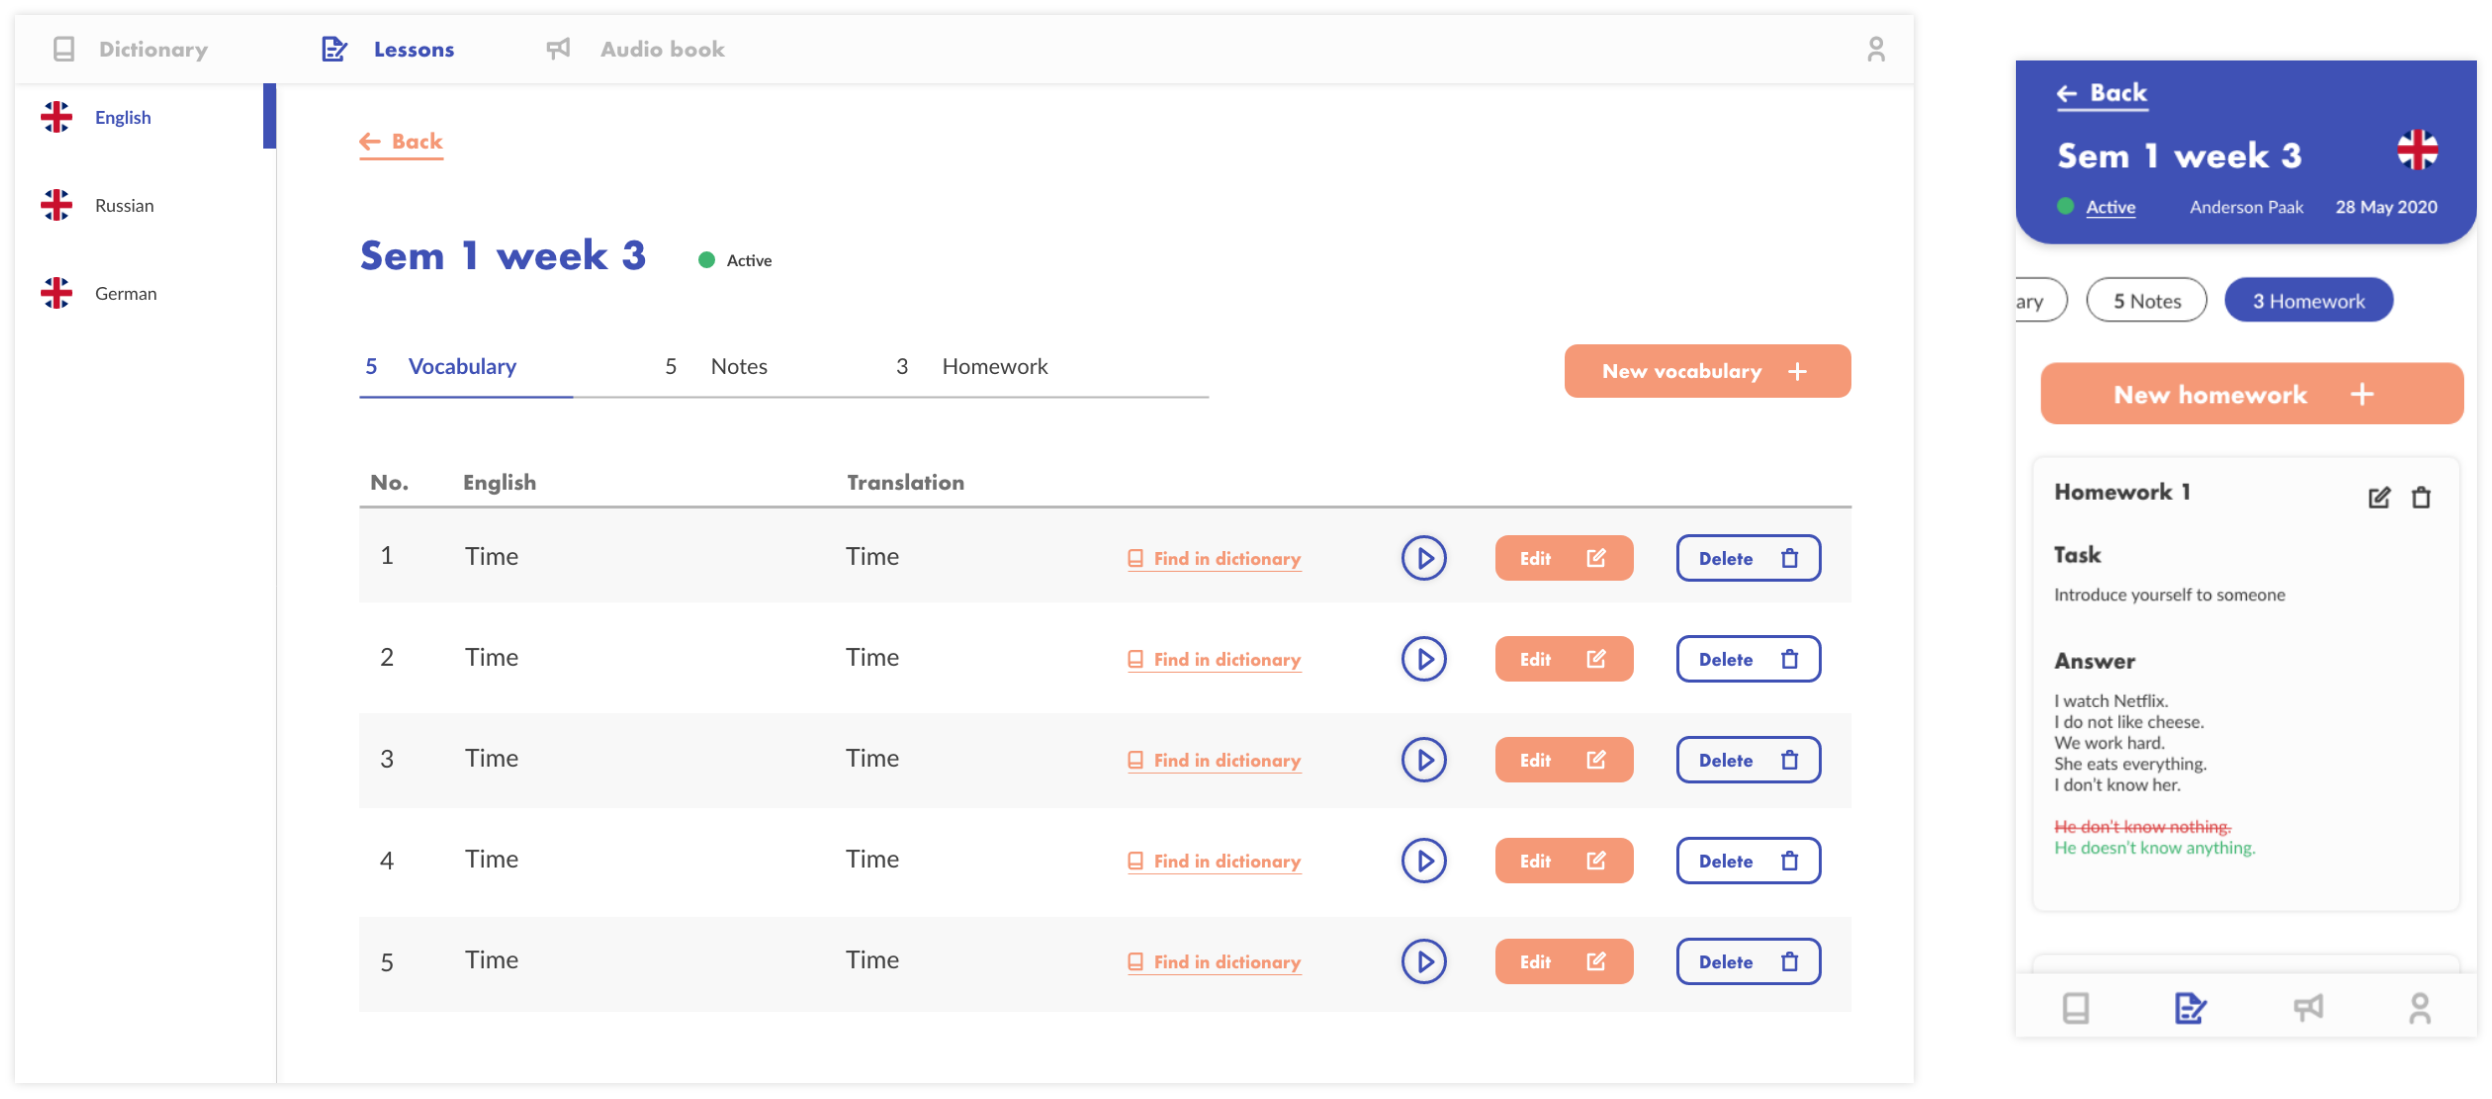 Dictionary Lessons Audio book
English
Russian
German
Back
Sem 1 week 3 Active
5 Vocabulary 5 Notes 3 Homework New vocabulary +
No. English Translation
1 Time Time Find in dictionary Edit Delete
2 Time Time Find in dictionary Edit Delete
3 Time Time Find in dictionary Edit Delete
4 Time Time Find in dictionary Edit Delete
5 Time Time Find in dictionary Edit Delete
Back
Sem 1 week 3
Active Anderson Paak 28 May 2020
ary 5 Notes 3 Homework
New homework +
Homework 1
Task
Introduce yourself to someone
Answer
I watch Netflix.
I do not like cheese.
We work hard.
She eats everything.
I don't know her.
He don't know nothing.
He doesn't know anything.